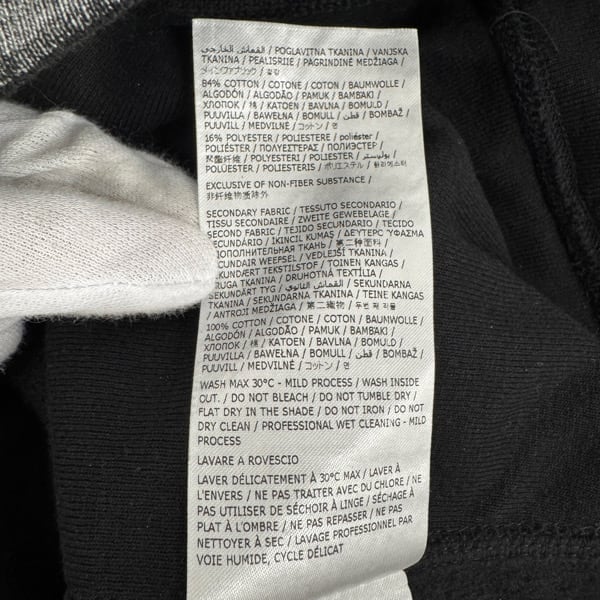 القماش الخارجي / POGLAVITNA TKANINA / VANJSKA
TKANINA / PEALISRIIE / PAGRINDINĖ MEDŽIAGA /
メインファブリック / 겉감
84% COTTON / COTONE / COTON / BAUMWOLLE /
ALGODÓN / ALGODÃO / PAMUK / ΒΑΜΒΑΚΙ /
ХЛОПОК / 棉 / KATOEN / BAVLNA / BOMULD /
PUUVILLA / BAWEŁNA / BOMULL / قطن / BOMBAŽ /
PUUVILL / MEDVILNĖ / コットン / 면
16% POLYESTER / POLIESTERE / poliéster /
POLIÉSTER / ΠΟΛΥΕΣΤΕΡΑΣ / ПОЛИЭСТЕР /
聚酯纤维 / POLYESTERI / POLIESTER / بوليستر /
POLÜESTER / POLIESTERIS / ポリエステル / 폴리에스터
EXCLUSIVE OF NON-FIBER SUBSTANCE /
非纤维物质除外
SECONDARY FABRIC / TESSUTO SECONDARIO /
TISSU SECONDAIRE / ZWEITE GEWEBELAGE /
SECOND FABRIC / TEJIDO SECUNDARIO / TECIDO
SECUNDÁRIO / İKINCIL KUMAŞ / ΔΕΥΤΕΡΟ ΎΦΑΣΜΑ
ДОПОЛНИТЕЛЬНАЯ ТКАНЬ / 第二种面料 /
SECUNDAIR WEEFSEL / VEDLEJŠÍ TKANINA /
SEKUNDÆRT TEKSTILSTOF / TOINEN KANGAS /
DRUGA TKANINA / DRUHOTNÁ TEXTÍLIA /
SEKUNDÄRT TYG / القماش الثانوي / SEKUNDARNA
TKANINA / SEKUNDARNA TKANINA / TEINE KANGAS
/ ANTROJI MEDŽIAGA / 第二織物 / 두번 째 직물
100% COTTON / COTONE / COTON / BAUMWOLLE /
ALGODÓN / ALGODÃO / PAMUK / ΒΑΜΒΑΚΙ /
ХЛОПОК / 棉 / KATOEN / BAVLNA / BOMULD /
PUUVILLA / BAWEŁNA / BOMULL / قطن / BOMBAŽ /
PUUVILL / MEDVILNĖ / コットン / 면
WASH MAX 30°C - MILD PROCESS / WASH INSIDE
OUT. / DO NOT BLEACH / DO NOT TUMBLE DRY /
FLAT DRY IN THE SHADE / DO NOT IRON / DO NOT
DRY CLEAN / PROFESSIONAL WET CLEANING - MILD
PROCESS
LAVARE A ROVESCIO
LAVER DÉLICATEMENT À 30°C MAX / LAVER À
L'ENVERS / NE PAS TRAITER AVEC DU CHLORE / NE
PAS UTILISER DE SÉCHOIR À LINGE / SÉCHAGE À
PLAT À L'OMBRE / NE PAS REPASSER / NE PAS
NETTOYER À SEC / LAVAGE PROFESSIONNEL PAR
VOIE HUMIDE, CYCLE DÉLICAT